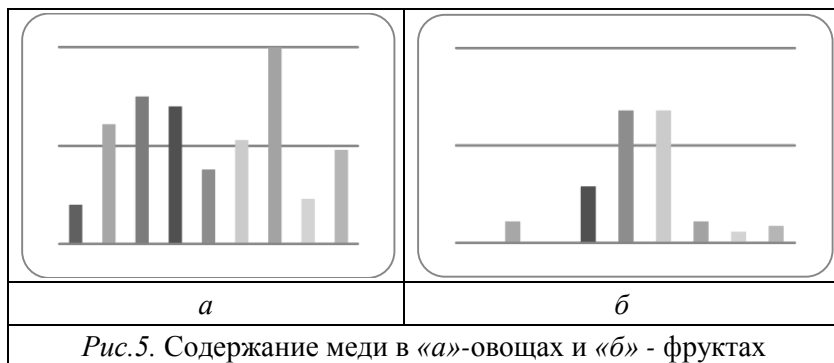 а
б
Рис.5. Содержание меди в «а»-овощах и «б» - фруктах